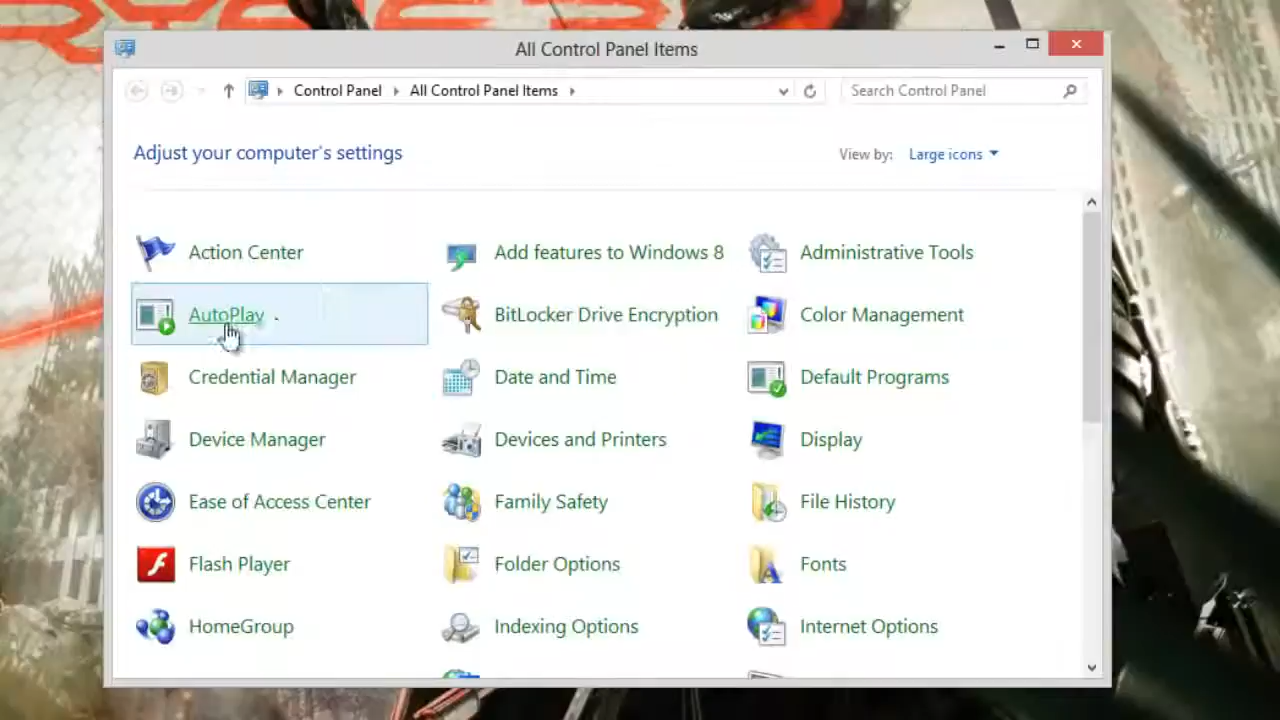 All Control Panel Items
Control Panel All Control Panel Items
Search Control Panel
Adjust your computer's settings
View by: Large icons
Action Center
Add features to Windows 8
Administrative Tools
AutoPlay
BitLocker Drive Encryption
Color Management
Credential Manager
Date and Time
Default Programs
Device Manager
Devices and Printers
Display
Ease of Access Center
Family Safety
File History
Flash Player
Folder Options
Fonts
HomeGroup
Indexing Options
Internet Options